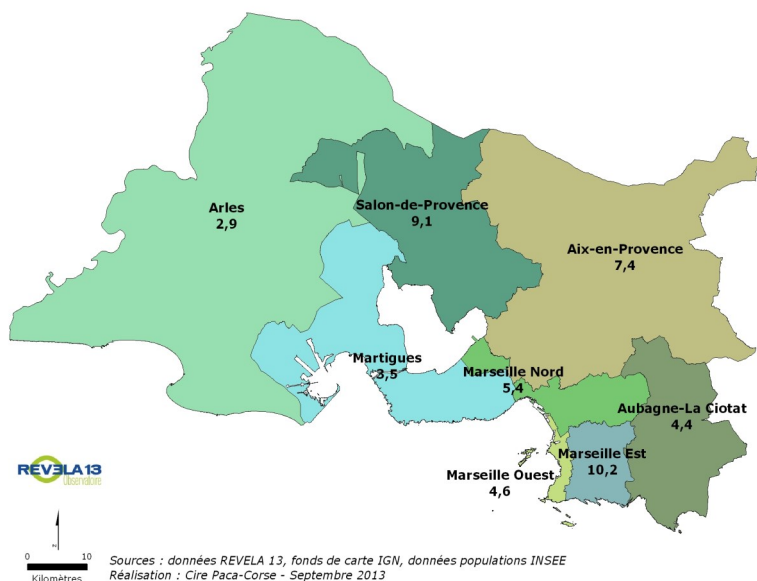 Arles
2,9
Salon-de-Provence
9,1
Aix-en-Provence
7,4
Martigues
3,5
Marseille Nord
5,4
Aubagne-La Ciotat
4,4
Marseille Est
10,2
Marseille Ouest
4,6
REVELA 13
Observatoire
0 10
Kilomètres
Sources : données REVELA 13, fonds de carte IGN, données populations INSEE
Réalisation : Cire Paca-Corse - Septembre 2013